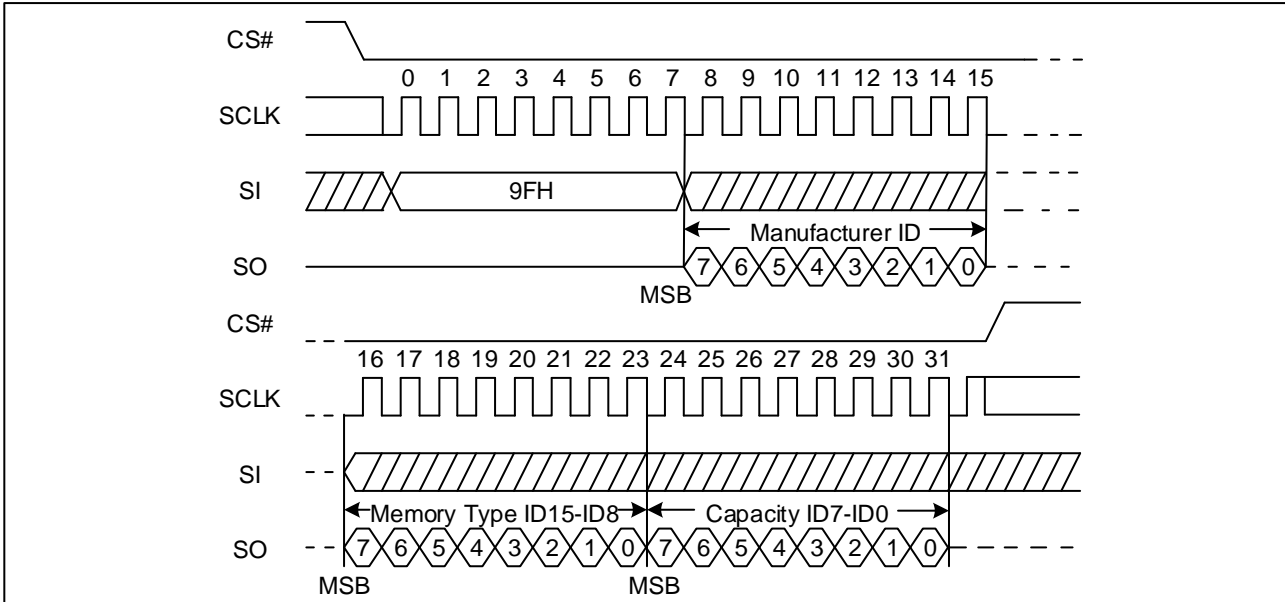 CS#
0 1 2 3 4 5 6 7 8 9 10 11 12 13 14 15
SCLK
SI 9FH
Manufacturer ID
SO 7 6 5 4 3 2 1 0
MSB
CS#
16 17 18 19 20 21 22 23 24 25 26 27 28 29 30 31
SCLK
SI
Memory Type ID15-ID8 Capacity ID7-ID0
SO 7 6 5 4 3 2 1 0 7 6 5 4 3 2 1 0
MSB MSB